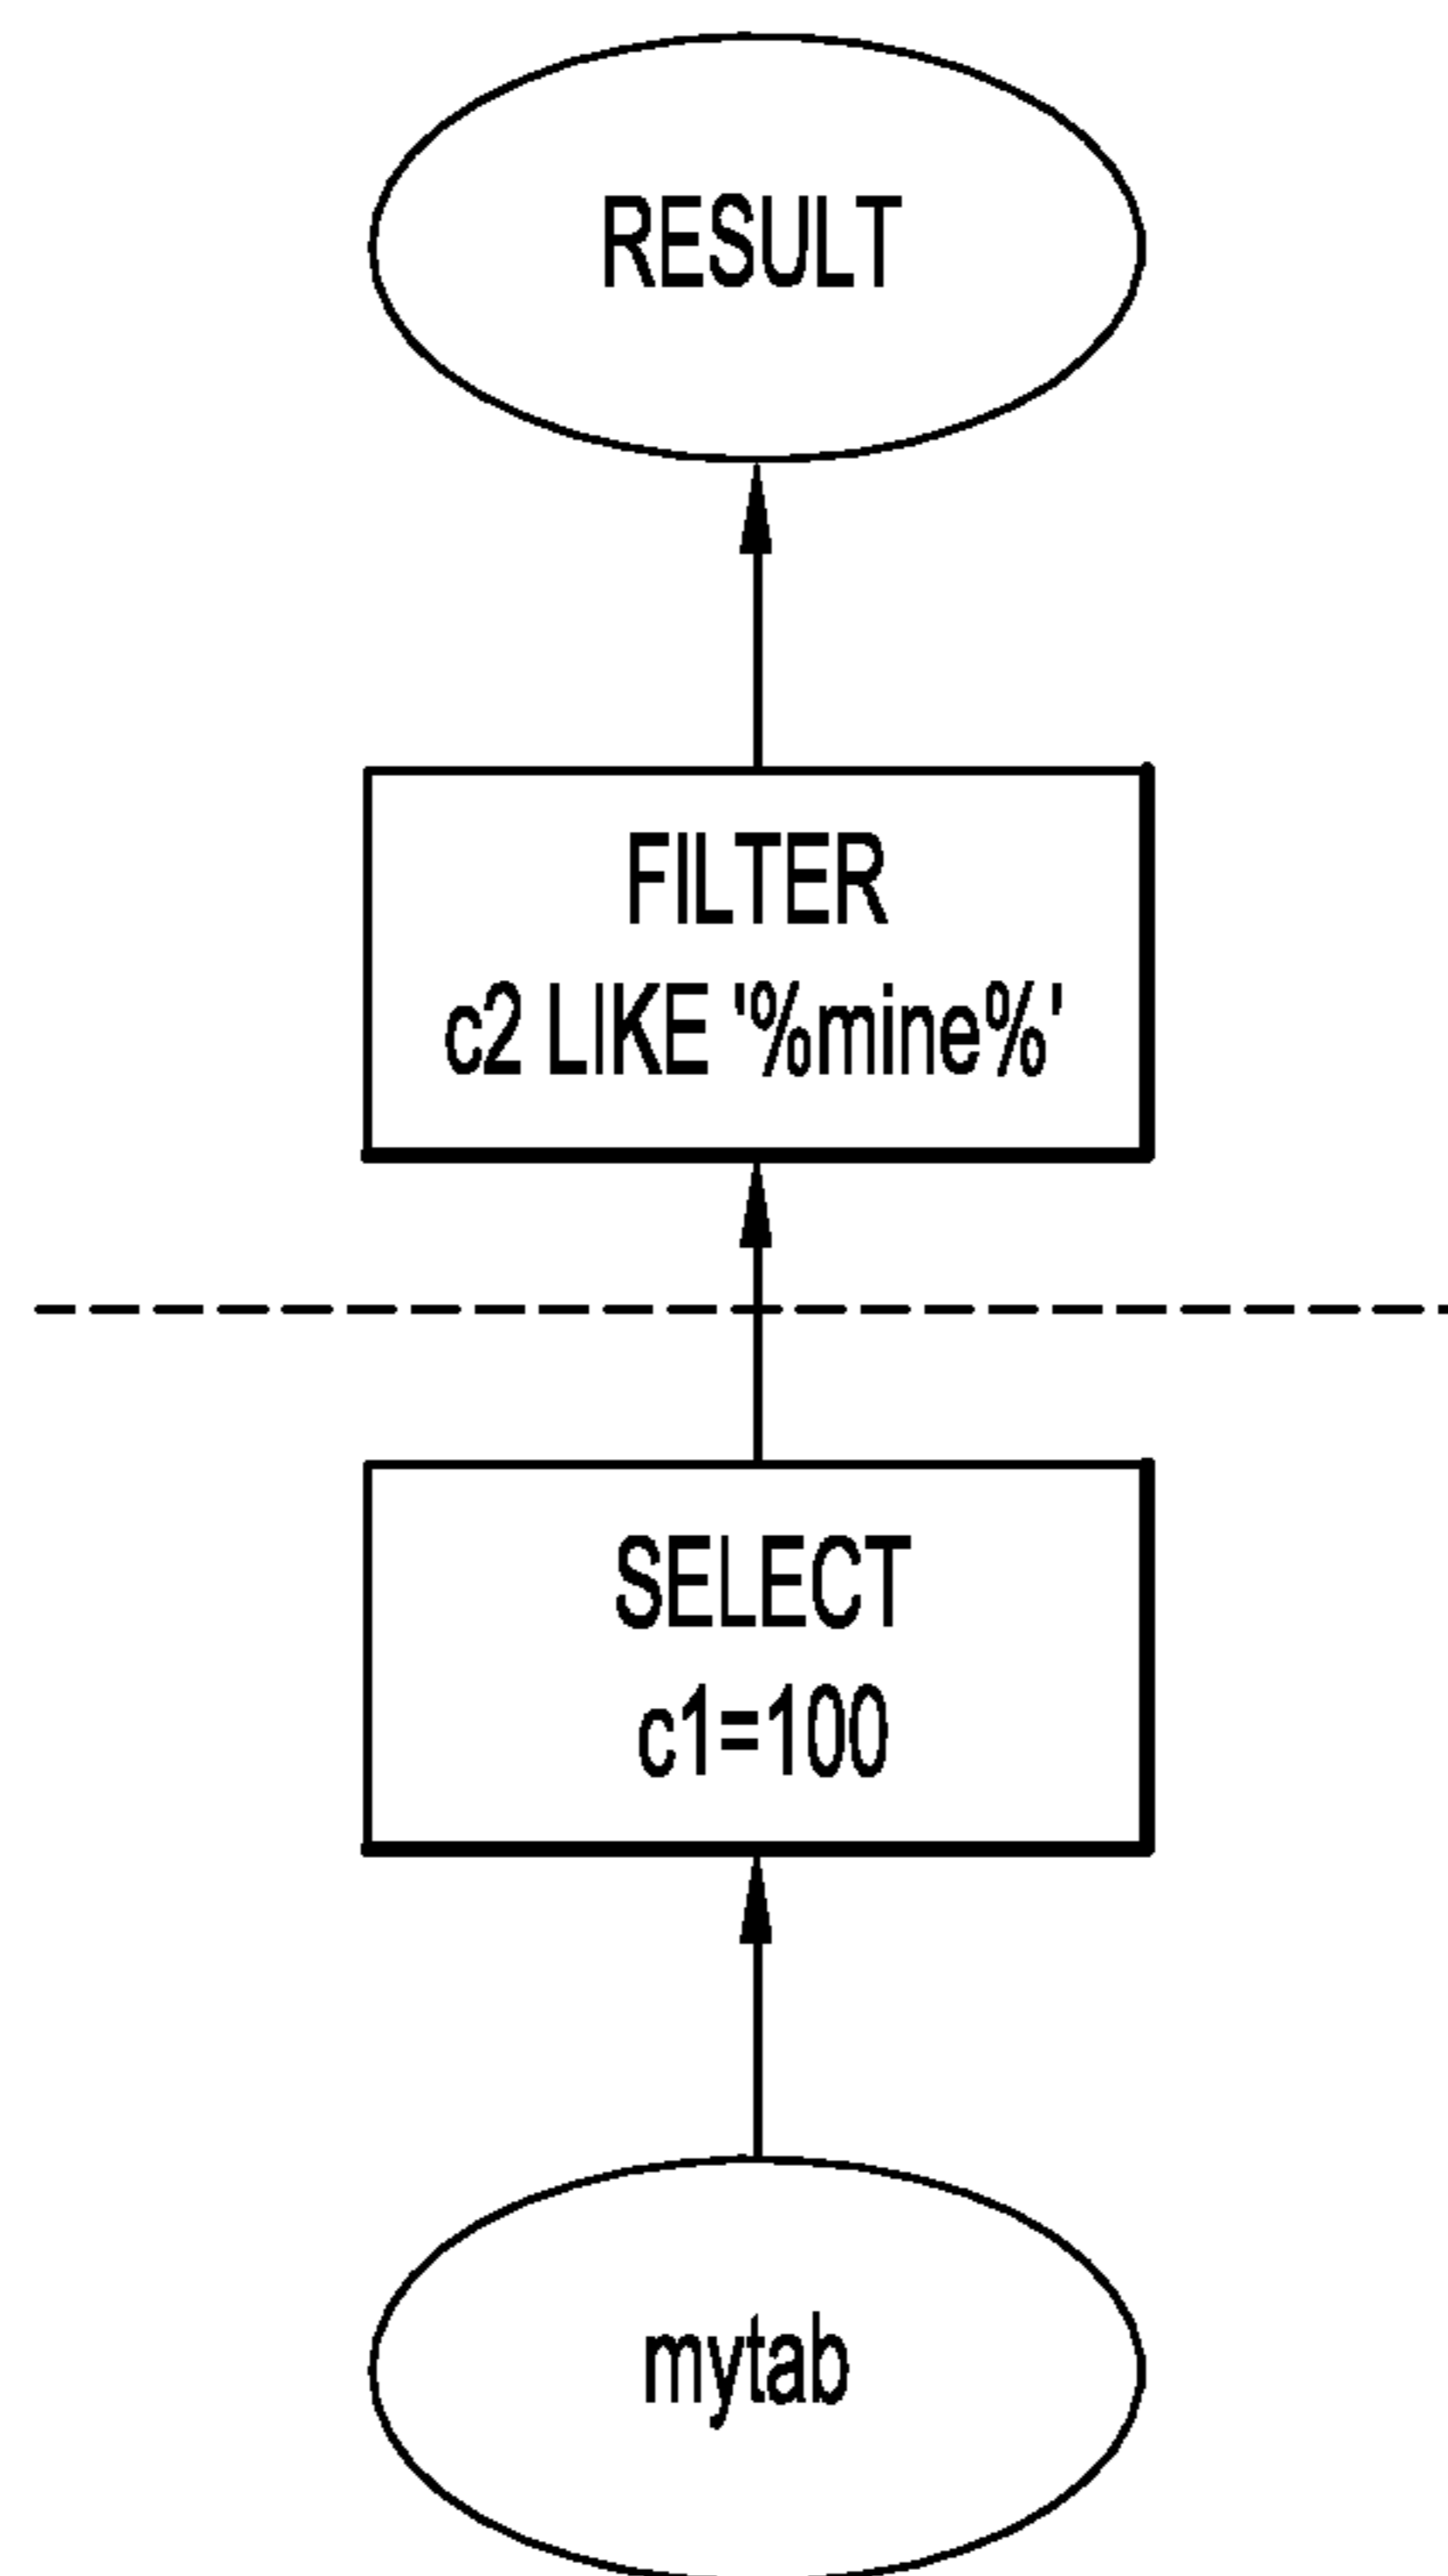 RESULT
FILTER
c2 LIKE '%mine%'
SELECT
c1=100
mytab